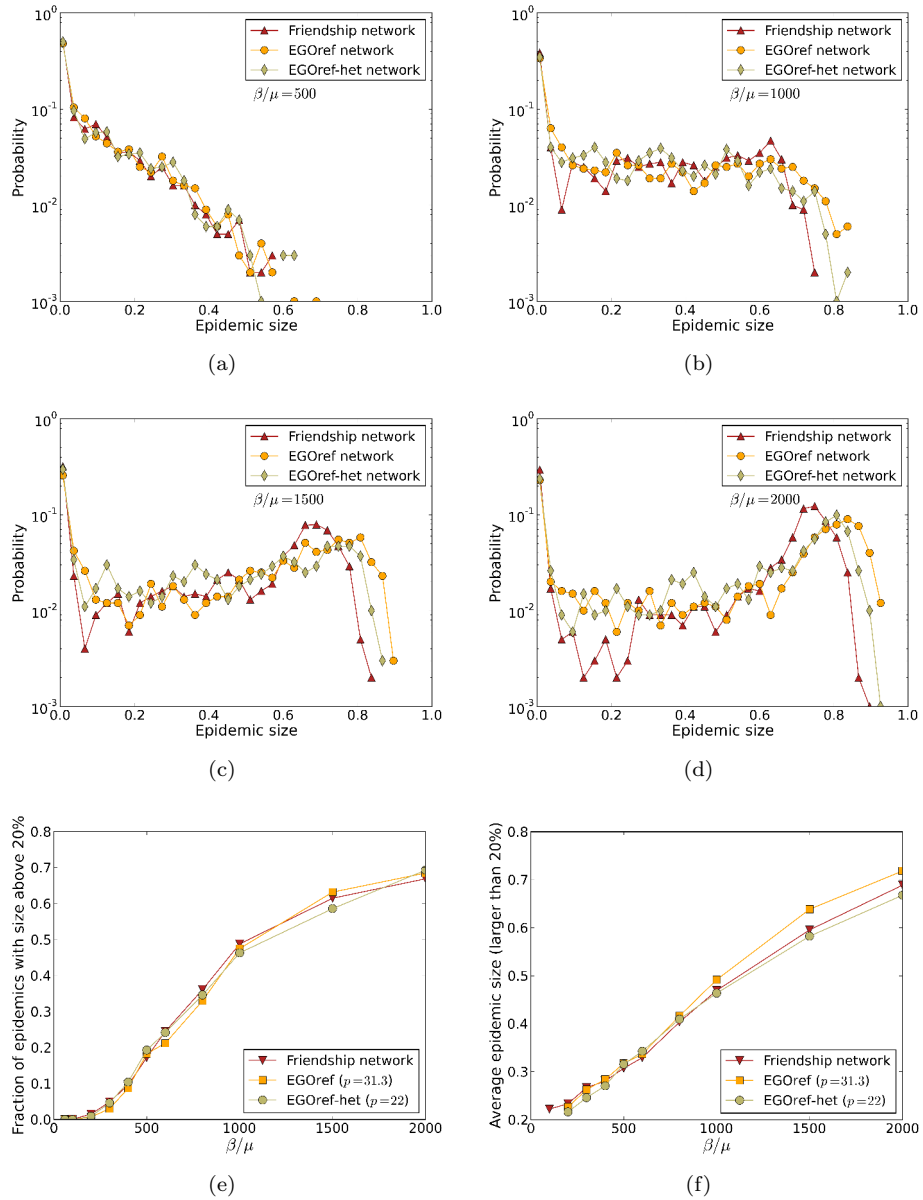 10^0
10^-1
10^-2
10^-3
Probability
Friendship network
EGOref network
EGOref-het network
β/μ=500
0.0 0.2 0.4 0.6 0.8 1.0
Epidemic size
(a)
10^0
10^-1
10^-2
10^-3
Probability
Friendship network
EGOref network
EGOref-het network
β/μ=1000
0.0 0.2 0.4 0.6 0.8 1.0
Epidemic size
(b)
10^0
10^-1
10^-2
10^-3
Probability
Friendship network
EGOref network
EGOref-het network
β/μ=1500
0.0 0.2 0.4 0.6 0.8 1.0
Epidemic size
(c)
10^0
10^-1
10^-2
10^-3
Probability
Friendship network
EGOref network
EGOref-het network
β/μ=2000
0.0 0.2 0.4 0.6 0.8 1.0
Epidemic size
(d)
0.8
0.7
0.6
0.5
0.4
0.3
0.2
0.1
0.0
Fraction of epidemics with size above 20%
Friendship network
EGOref (p=31.3)
EGOref-het (p=22)
500 1000 1500 2000
β/μ
(e)
0.8
0.7
0.6
0.5
0.4
0.3
0.2
Average epidemic size (larger than 20%)
Friendship network
EGOref (p=31.3)
EGOref-het (p=22)
0 500 1000 1500 2000
β/μ
(f)